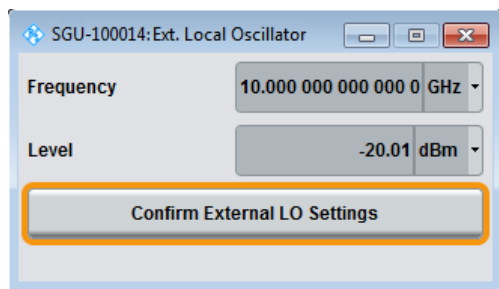 SGU-100014: Ext. Local Oscillator
Frequency 10.000 000 000 000 0 GHz
Level -20.01 dBm
Confirm External LO Settings